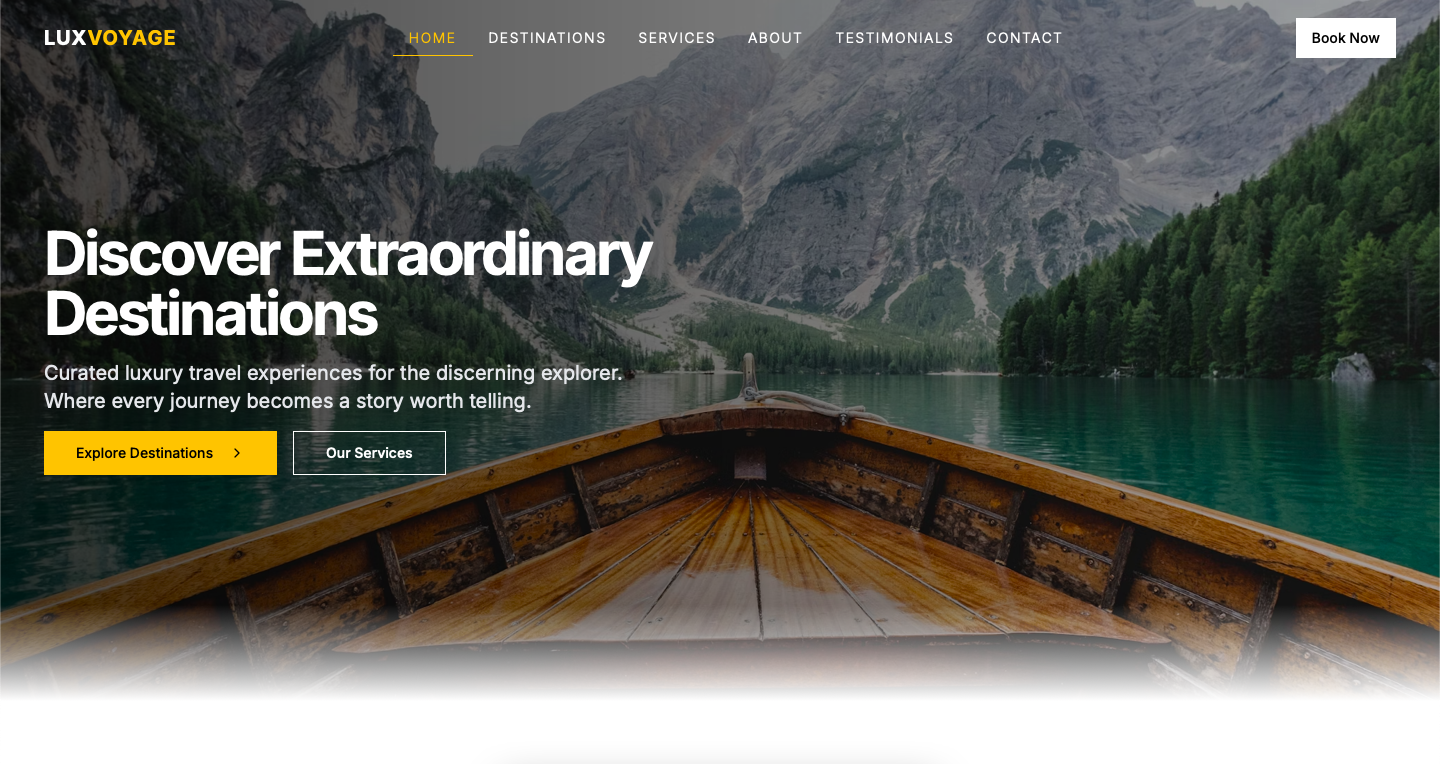 LUXVOYAGE
HOME DESTINATIONS SERVICES ABOUT TESTIMONIALS CONTACT
Book Now
Discover Extraordinary
Destinations
Curated luxury travel experiences for the discerning explorer.
Where every journey becomes a story worth telling.
Explore Destinations
Our Services